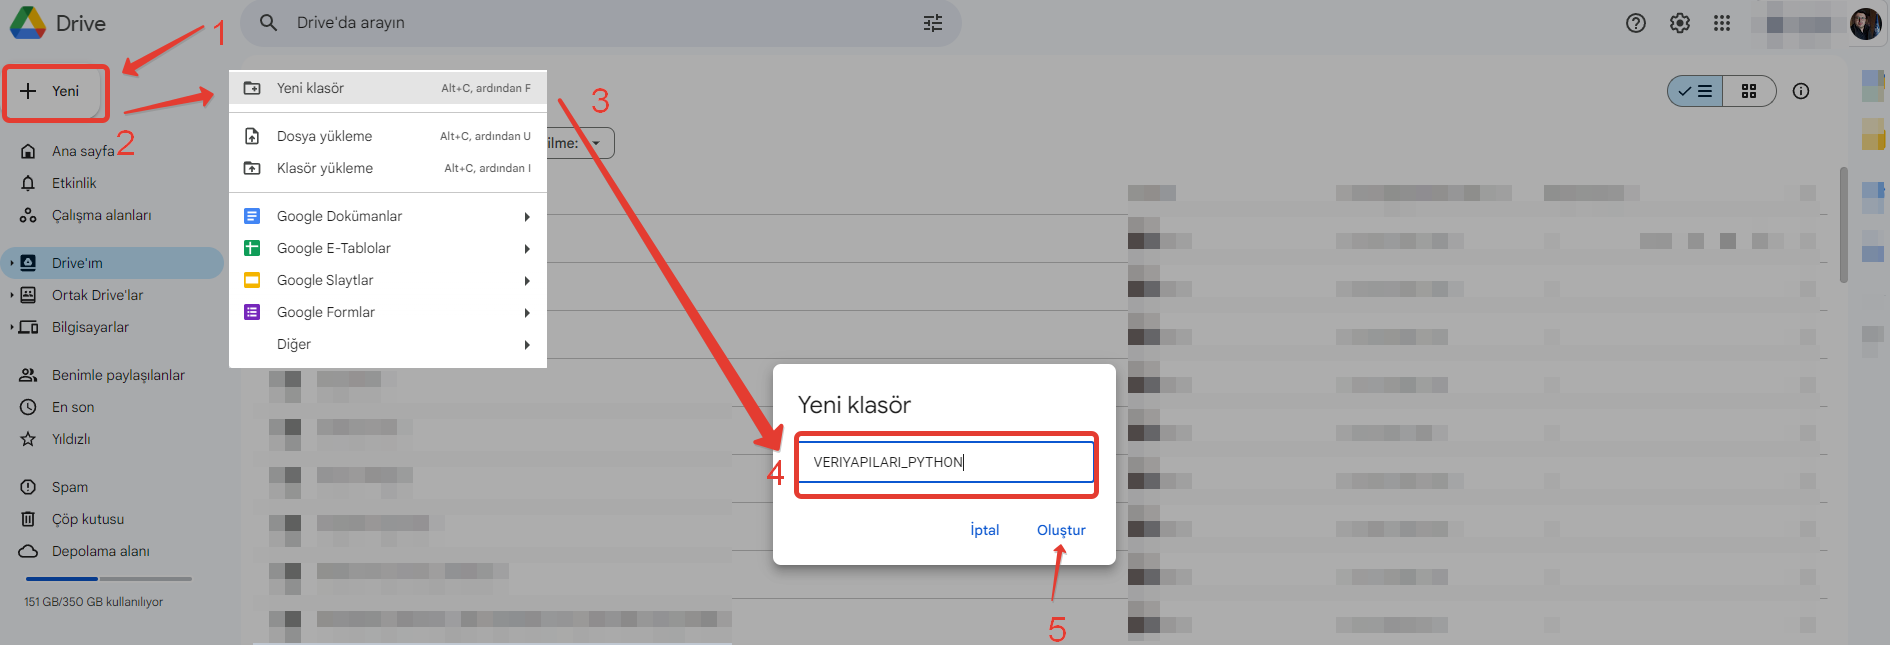 Drive
Drive'da arayın
1
Yeni
2
Yeni klasör Alt+C, ardından F
Dosya yükleme Alt+C, ardından U
Klasör yükleme Alt+C, ardından I
Google Dokümanlar
Google E-Tablolar
Google Slaytlar
Google Formlar
Diğer
3
ilme:
Ana sayfa
Etkinlik
Çalışma alanları
Drive'ım
Ortak Drive'lar
Bilgisayarlar
Benimle paylaşılanlar
En son
Yıldızlı
Spam
Çöp kutusu
Depolama alanı
151 GB/350 GB kullanılıyor
Yeni klasör
4
VERIYAPILARI_PYTHON
İptal Oluştur
5